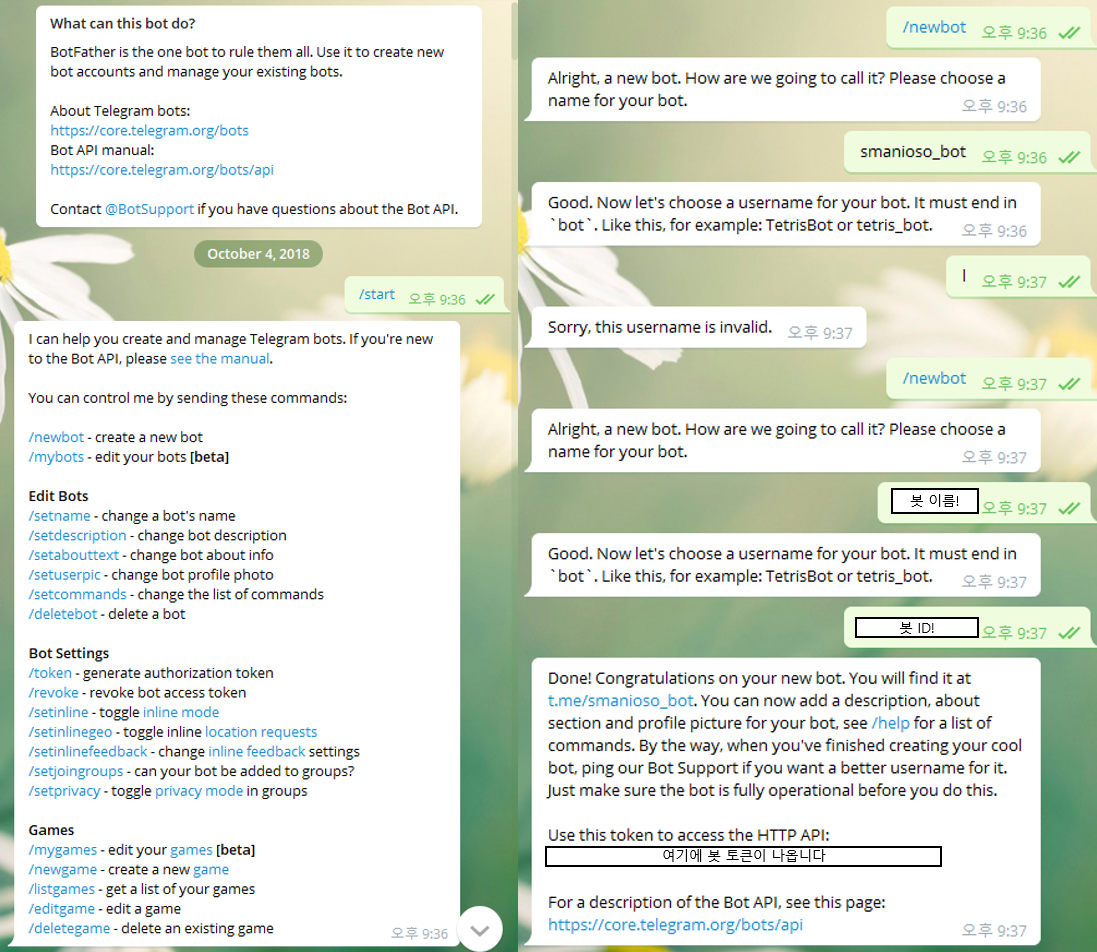 What can this bot do?
BotFather is the one bot to rule them all. Use it to create new
bot accounts and manage your existing bots.
About Telegram bots:
https://core.telegram.org/bots
Bot API manual:
https://core.telegram.org/bots/api
Contact @BotSupport if you have questions about the Bot API.
October 4, 2018
/start 오후 9:36
I can help you create and manage Telegram bots. If you're new
to the Bot API, please see the manual.
You can control me by sending these commands:
/newbot - create a new bot
/mybots - edit your bots [beta]
Edit Bots
/setname - change a bot's name
/setdescription - change bot description
/setabouttext - change bot about info
/setuserpic - change bot profile photo
/setcommands - change the list of commands
/deletebot - delete a bot
Bot Settings
/token - generate authorization token
/revoke - revoke bot access token
/setinline - toggle inline mode
/setinlinegeo - toggle inline location requests
/setinlinefeedback - change inline feedback settings
/setjoingroups - can your bot be added to groups?
/setprivacy - toggle privacy mode in groups
Games
/mygames - edit your games [beta]
/newgame - create a new game
/listgames - get a list of your games
/editgame - edit a game
/deletegame - delete an existing game
오후 9:36
/newbot 오후 9:36
Alright, a new bot. How are we going to call it? Please choose a
name for your bot.
오후 9:36
smanioso_bot 오후 9:36
Good. Now let's choose a username for your bot. It must end in
`bot`. Like this, for example: TetrisBot or tetris_bot.
오후 9:36
l 오후 9:37
Sorry, this username is invalid. 오후 9:37
/newbot 오후 9:37
Alright, a new bot. How are we going to call it? Please choose a
name for your bot.
오후 9:37
봇 이름! 오후 9:37
Good. Now let's choose a username for your bot. It must end in
`bot`. Like this, for example: TetrisBot or tetris_bot.
오후 9:37
봇 ID! 오후 9:37
Done! Congratulations on your new bot. You will find it at
t.me/smanioso_bot. You can now add a description, about
section and profile picture for your bot, see /help for a list of
commands. By the way, when you've finished creating your cool
bot, ping our Bot Support if you want a better username for it.
Just make sure the bot is fully operational before you do this.
Use this token to access the HTTP API:
여기에 봇 토큰이 나옵니다
For a description of the Bot API, see this page:
https://core.telegram.org/bots/api
오후 9:37